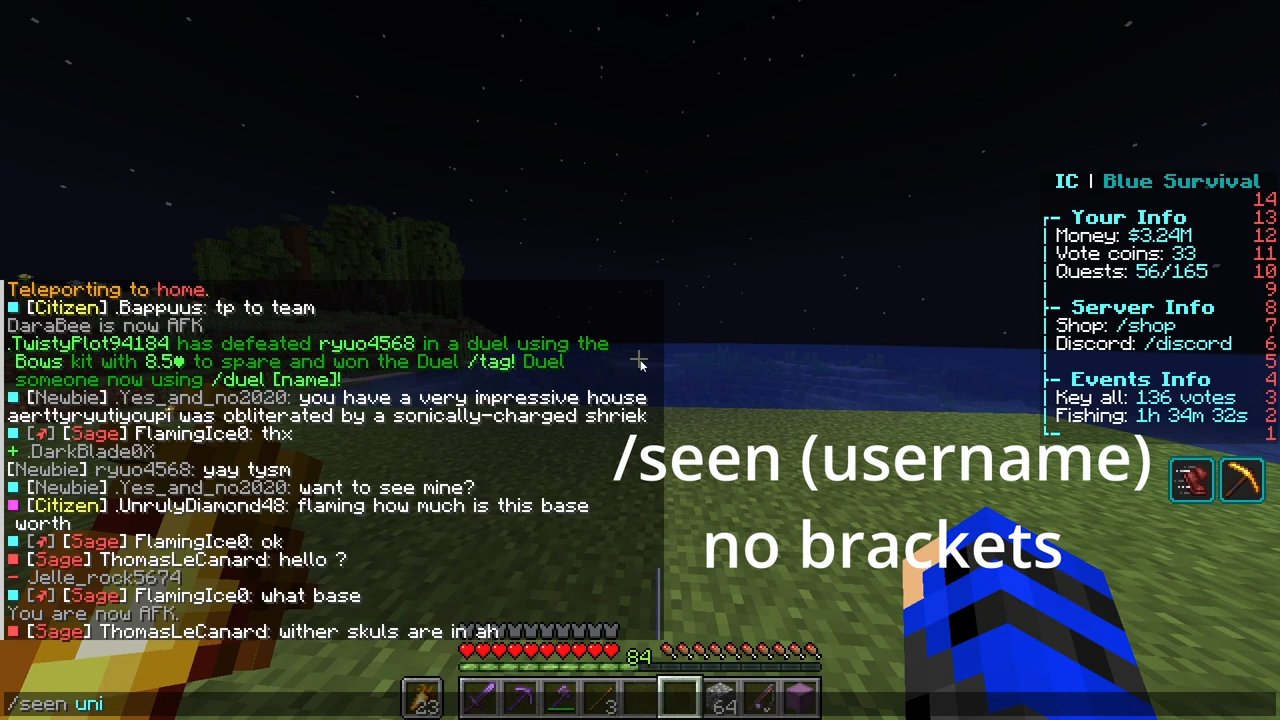 Teleporting to home.
[Citizen] .Bappuus: tp to team
DaraBee is now AFK
.TwistyPlot94184 has defeated ryuo4568 in a duel using the
Bows kit with 8.5♥ to spare and won the Duel /tag! Duel
someone now using /duel [name]!
[Newbie] .Yes_and_no2020: you have a very impressive house
aerttyryutiyoupi was obliterated by a sonically-charged shriek
[Sage] FlamingIce0: thx
+ .DarkBlade0X
[Newbie] ryuo4568: yay tysm
[Newbie] .Yes_and_no2020: want to see mine?
[Citizen] .UnrulyDiamond48: flaming how much is this base
worth
[Sage] FlamingIce0: ok
[Sage] ThomasLeCanard: hello ?
- Jelle_rock5674
[Sage] FlamingIce0: what base
You are now AFK.
[Sage] ThomasLeCanard: wither skuls are in ah
/seen uni
IC | Blue Survival
14
Your Info 13
Money: $3.24M 12
Vote coins: 33 11
Quests: 56/165 10
9
Server Info 8
Shop: /shop 7
Discord: /discord 6
5
Events Info 4
Key all: 136 votes 3
Fishing: 1h 34m 32s 2
1
/seen (username)
no brackets
84
23
3
64